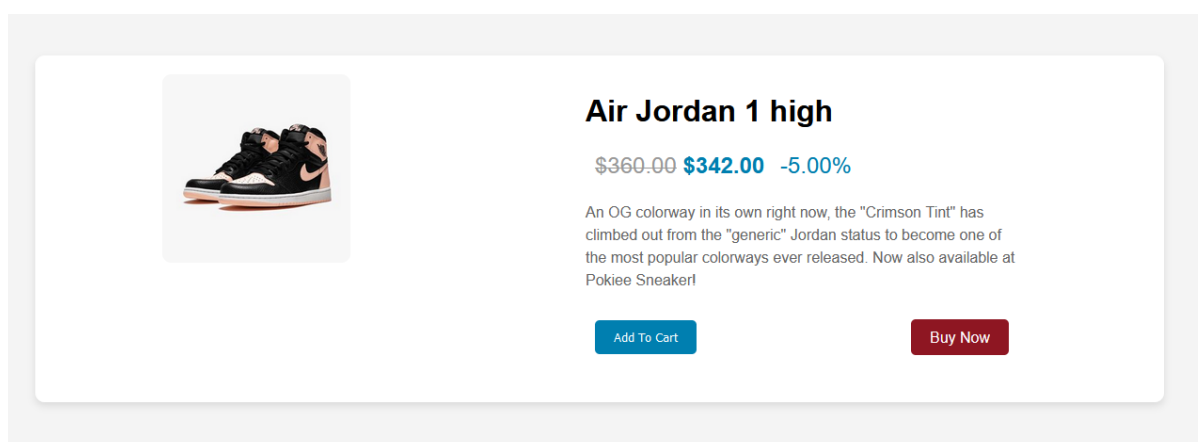 Air Jordan 1 high
$360.00 $342.00 -5.00%
An OG colorway in its own right now, the "Crimson Tint" has
climbed out from the "generic" Jordan status to become one of
the most popular colorways ever released. Now also available at
Pokiee Sneaker!
Add To Cart Buy Now